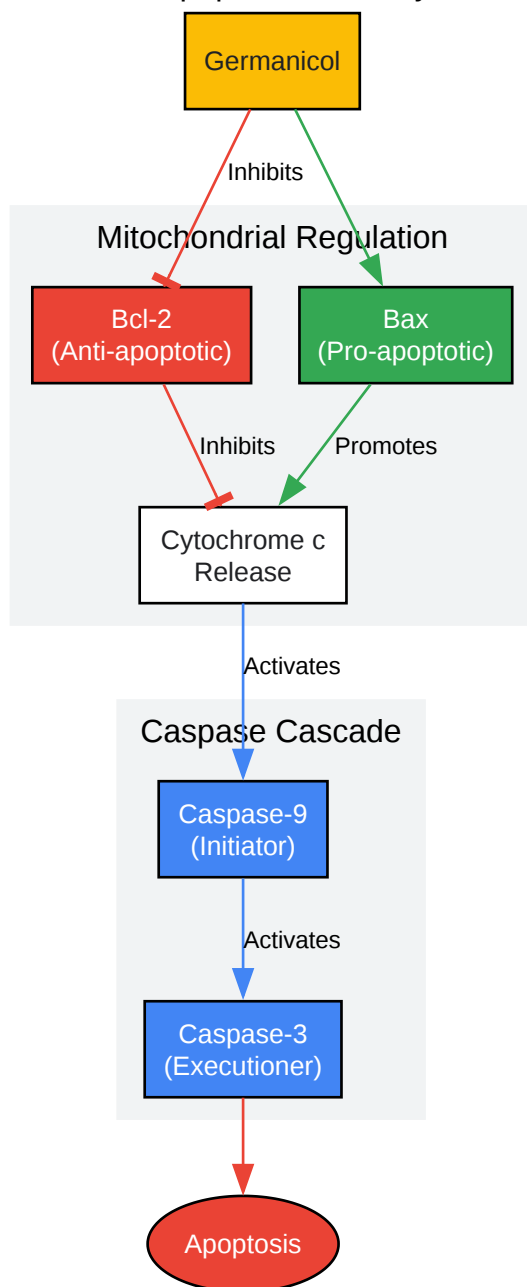 Germanicol
Inhibits
Mitochondrial Regulation
Bcl-2
(Anti-apoptotic)
Bax
(Pro-apoptotic)
Inhibits
Promotes
Cytochrome c
Release
Activates
Caspase Cascade
Caspase-9
(Initiator)
Activates
Caspase-3
(Executioner)
Apoptosis